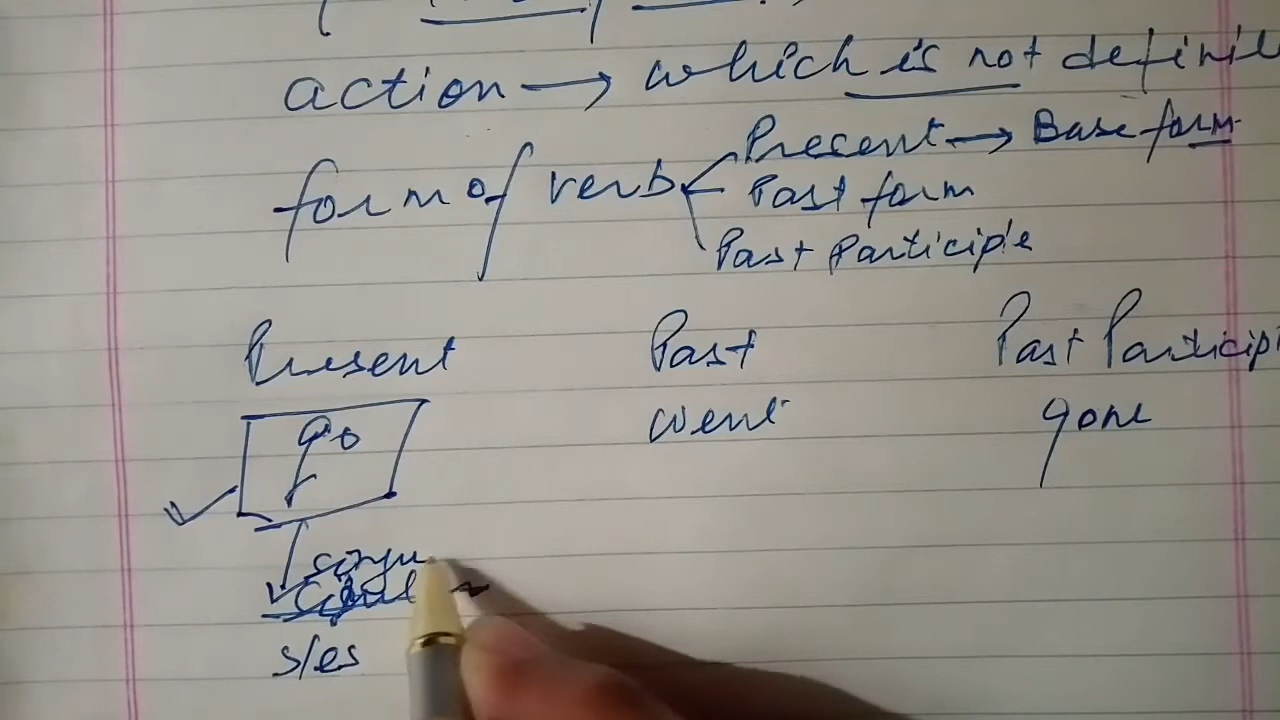 action → which is not definit
form of verb
Present → Base form
Past form
Past Participle
Present Past Past Particip
go went gone
s/es